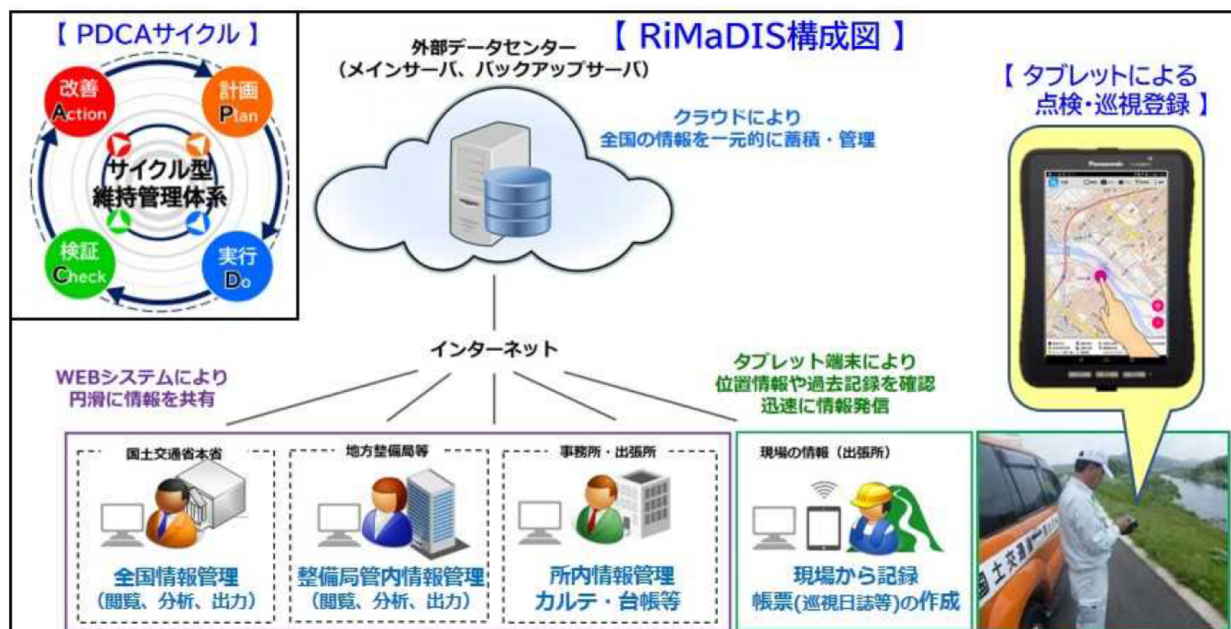 【 PDCAサイクル 】
改善
Action
計画
Plan
サイクル型
維持管理体系
検証
Check
実行
Do
【 RiMaDIS構成図 】
外部データセンター
(メインサーバ、バックアップサーバ)
クラウドにより
全国の情報を一元的に蓄積・管理
【 タブレットによる
点検・巡視登録 】
Panasonic
インターネット
WEBシステムにより
円滑に情報を共有
タブレット端末により
位置情報や過去記録を確認
迅速に情報発信
国土交通省本省
全国情報管理
(閲覧、分析、出力)
地方整備局等
整備局管内情報管理
(閲覧、分析、出力)
事務所・出張所
所内情報管理
カルテ・台帳等
現場の情報(出張所)
現場から記録
帳票(巡視日誌等)の作成
国土交通省